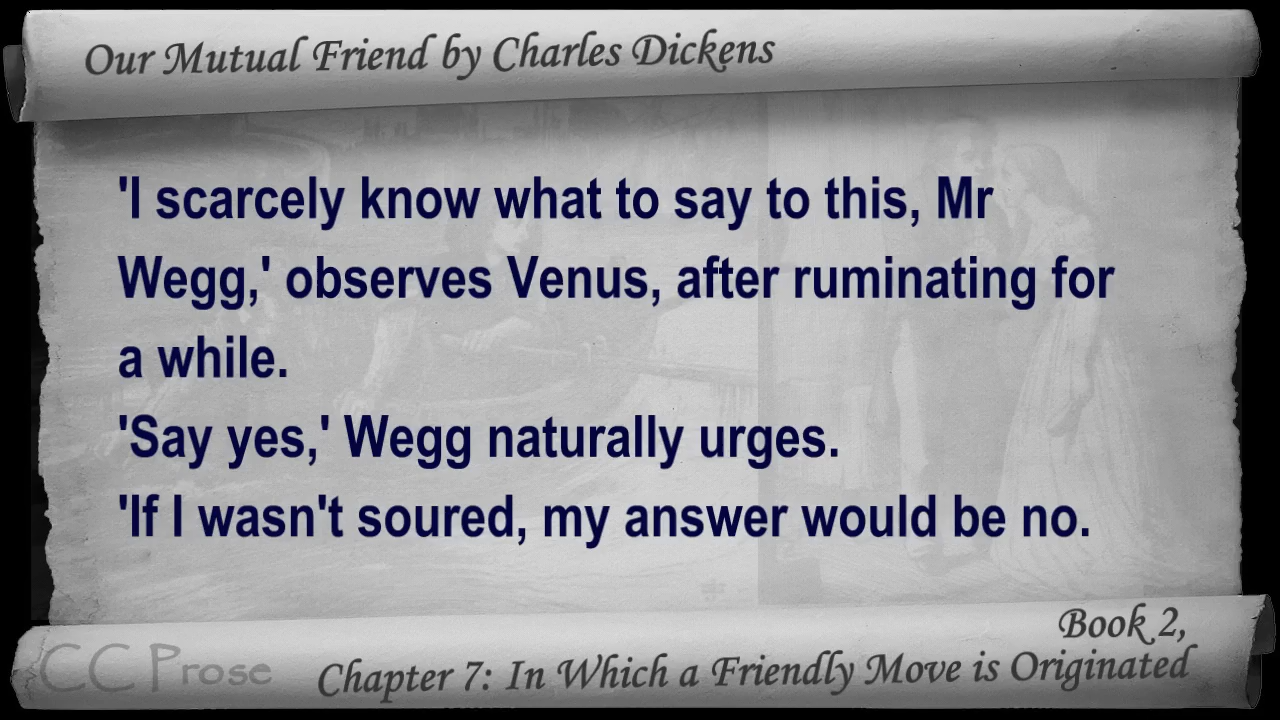 Our Mutual Friend by Charles Dickens
'I scarcely know what to say to this, Mr
Wegg,' observes Venus, after ruminating for
a while.
'Say yes,' Wegg naturally urges.
'If I wasn't soured, my answer would be no.
Book 2,
CC Prose
Chapter 7: In Which a Friendly Move is Originated